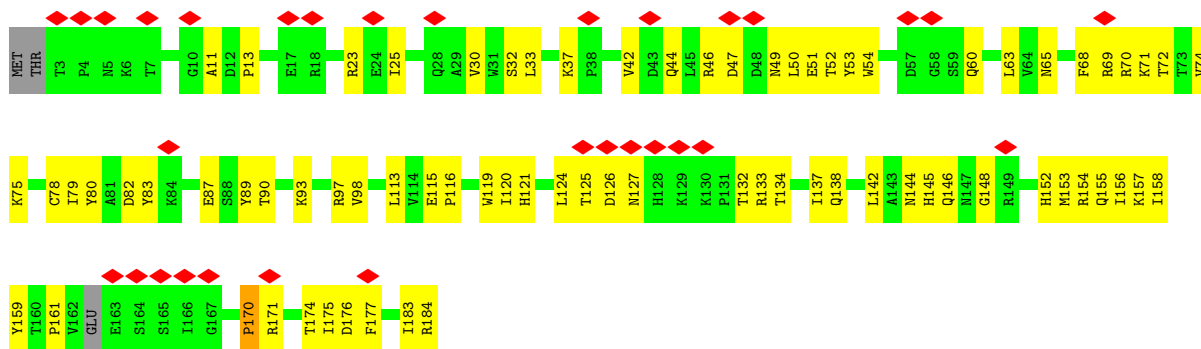 MET THR T3 P4 N5 K6 T7 G10 A11 D12 P13 E17 R18 R23 E24 I25 Q28 A29 V30 W31 S32 L33 K37 P38 V42 D43 Q44 L45 R46 D47 D48 N49 L50 E51 T52 Y53 W54 D57 G58 S59 Q60 L63 V64 N65 F68 R69 R70 K71 T72 T73 V74
K75 C78 I79 Y80 A81 D82 Y83 K84 E87 S88 Y89 T90 K93 R97 V98 L113 V114 E115 P116 W119 I120 H121 L124 T125 D126 N127 H128 K129 K130 P131 T132 R133 T134 I137 Q138 L142 A143 N144 H145 Q146 N147 G148 R149 H152 M153 R154 Q155 I156 K157 I158
Y159 T160 P161 V162 GLU E163 S164 S165 I166 G167 P170 R171 T174 I175 D176 F177 I183 R184